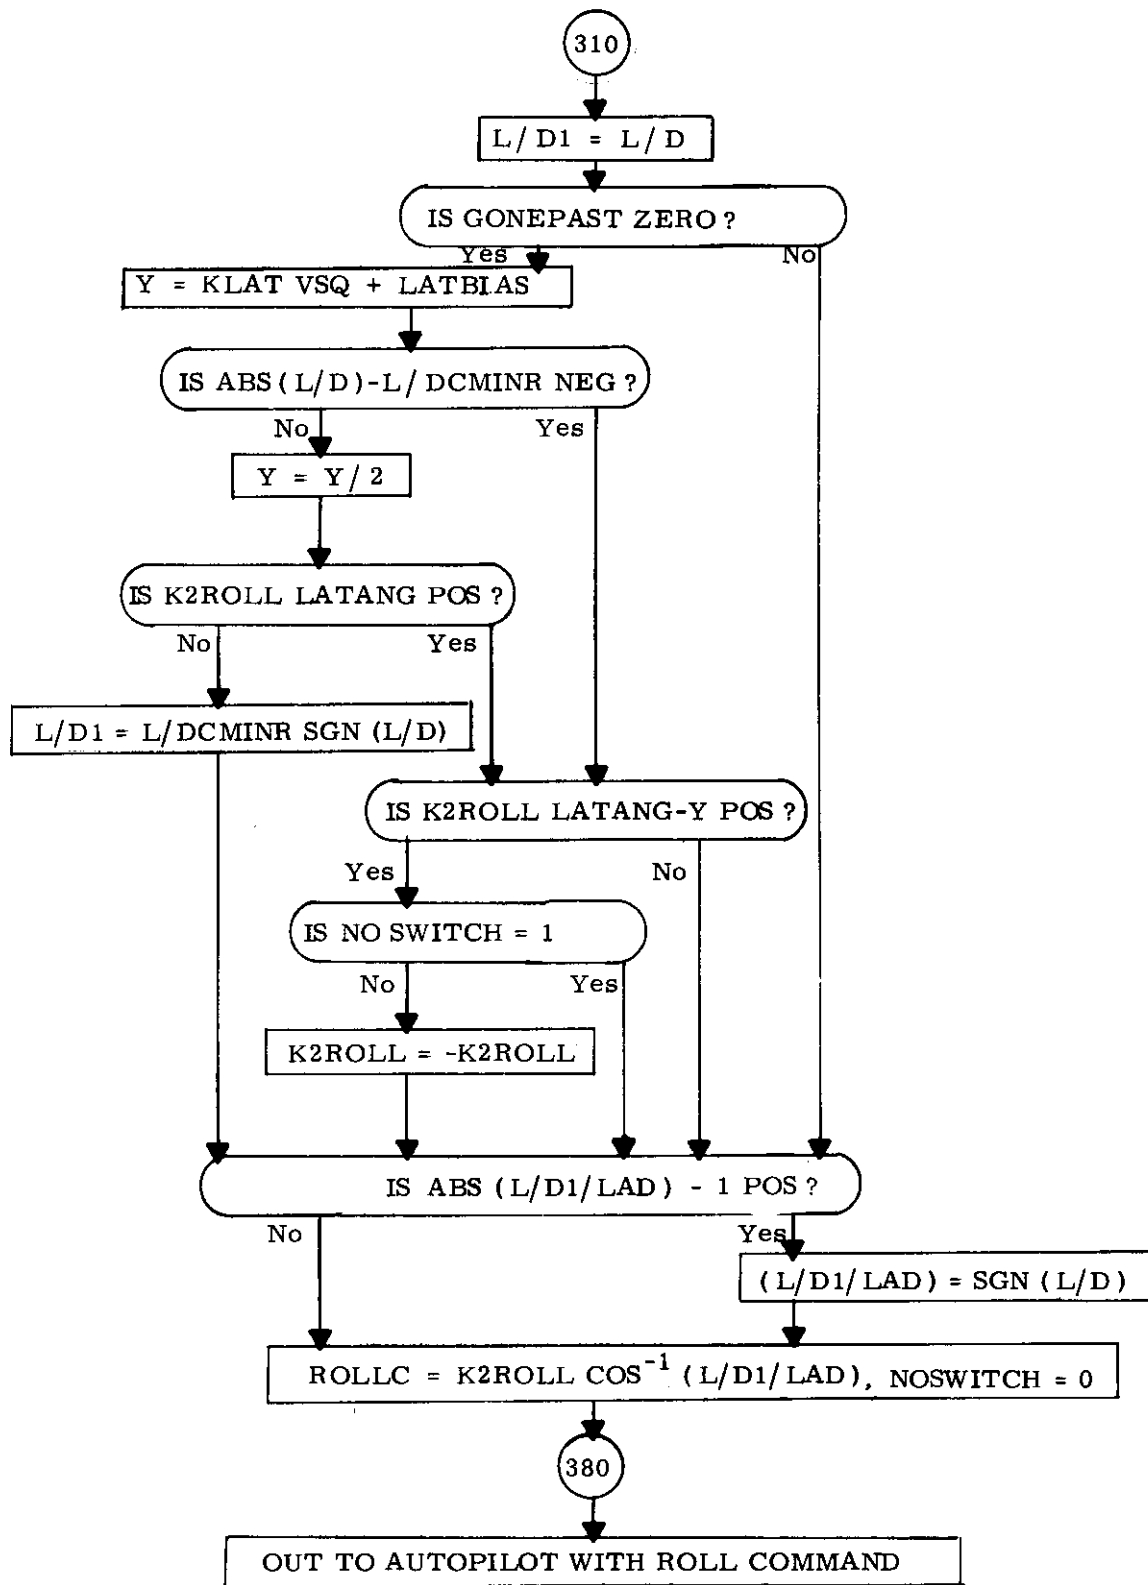 310
L/D1 = L/D
IS GONEPAST ZERO?
Yes
No
Y = KLAT VSQ + LATBIAS
IS ABS(L/D)-L/DCMINR NEG?
No
Yes
Y = Y/2
IS K2ROLL LATANG POS?
No
Yes
L/D1 = L/DCMINR SGN (L/D)
IS K2ROLL LATANG-Y POS?
Yes
No
IS NO SWITCH = 1
No
Yes
K2ROLL = -K2ROLL
IS ABS (L/D1/LAD) - 1 POS?
No
Yes
(L/D1/LAD) = SGN (L/D)
ROLLC = K2ROLL COS⁻¹ (L/D1/LAD), NOSWITCH = 0
380
OUT TO AUTOPILOT WITH ROLL COMMAND